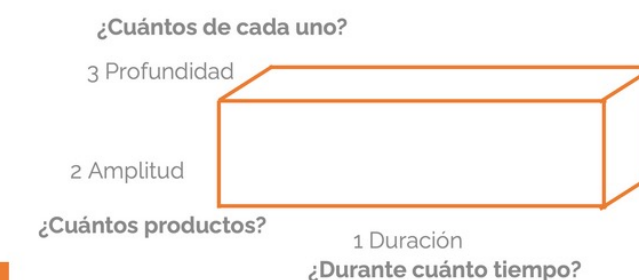 ¿Cuántos de cada uno?
3 Profundidad
2 Amplitud
¿Cuántos productos?
1 Duración
¿Durante cuánto tiempo?